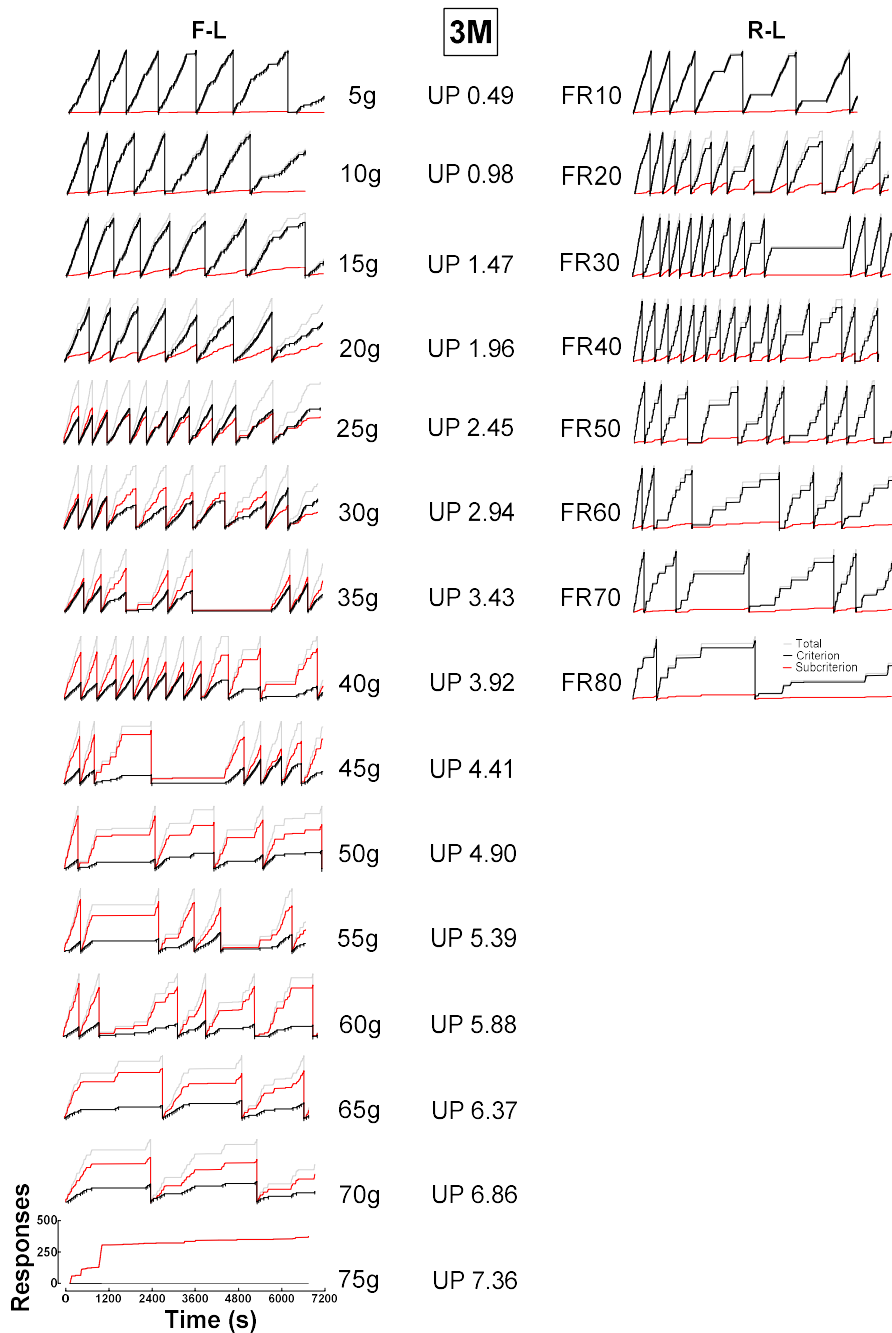 F-L 3M R-L
5g UP 0.49 FR10
10g UP 0.98 FR20
15g UP 1.47 FR30
20g UP 1.96 FR40
25g UP 2.45 FR50
30g UP 2.94 FR60
35g UP 3.43 FR70
Total
Criterion
Subcriterion
40g UP 3.92 FR80
45g UP 4.41
50g UP 4.90
55g UP 5.39
60g UP 5.88
65g UP 6.37
70g UP 6.86
75g UP 7.36
Responses
500
250
0
0 1200 2400 3600 4800 6000 7200
Time (s)